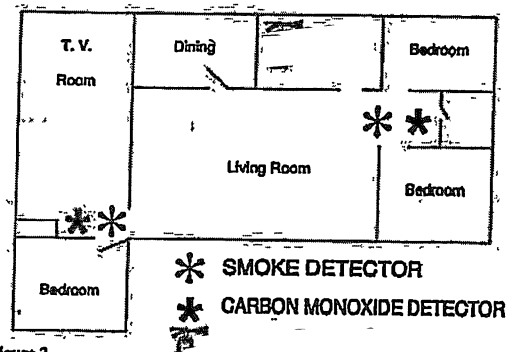 T. V.
Room
Dining
Bedroom
Living Room
Bedroom
Bedroom
SMOKE DETECTOR
CARBON MONOXIDE DETECTOR